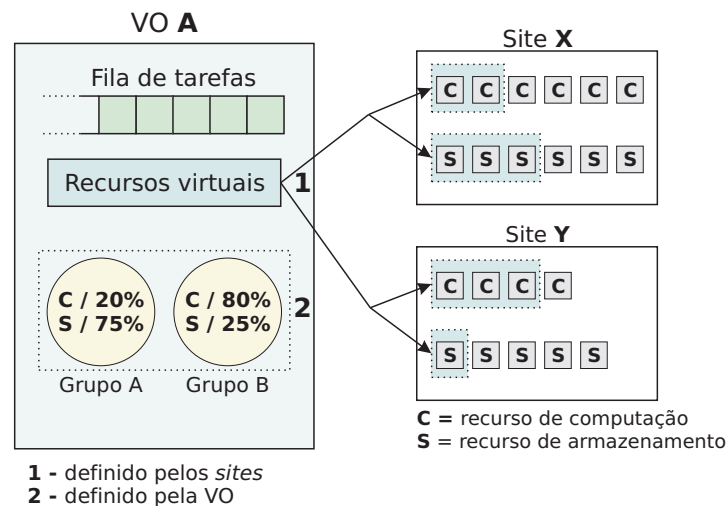 VO A
Fila de tarefas
Recursos virtuais
1
C / 20%
S / 75%
C / 80%
S / 25%
2
Grupo A
Grupo B
1 - definido pelos sites
2 - definido pela VO
Site X
C C C C C C
S S S S S S
Site Y
C C C C
S S S S S
C = recurso de computação
S = recurso de armazenamento